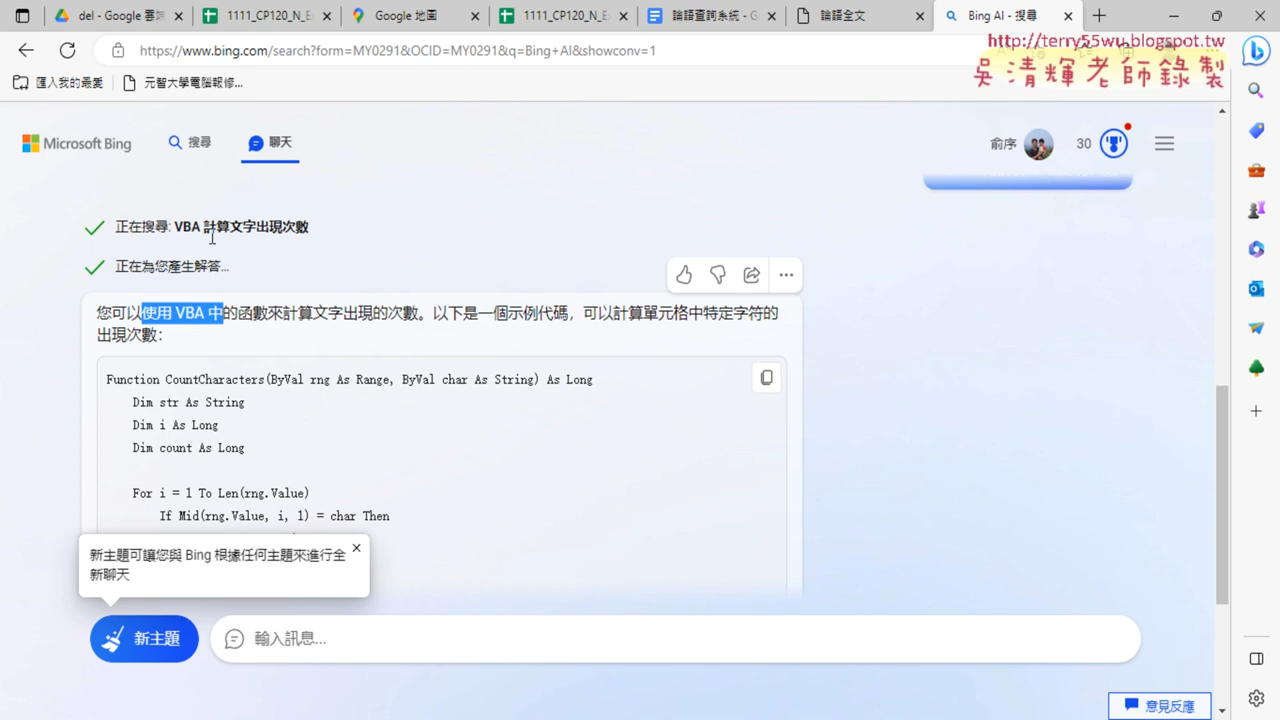 del - Google 雲端
1111_CP120_N_Ex
Google 地圖
1111_CP120_N_Ex
論語查詢系統 - G
論語全文
Bing AI - 搜尋
https://www.bing.com/search?form=MY0291&OCID=MY0291&q=Bing+AI&showconv=1
http://terry55wu.blogspot.tw
吳清輝老師錄製
匯入我的最愛
元智大學電腦報修...
Microsoft Bing
搜尋
聊天
俞序
30
正在搜尋: VBA 計算文字出現次數
正在為您產生解答...
您可以使用 VBA 中的函數來計算文字出現的次數。以下是一個示例代碼，可以計算單元格中特定字符的
出現次數：
Function CountCharacters(ByVal rng As Range, ByVal char As String) As Long
Dim str As String
Dim i As Long
Dim count As Long
For i = 1 To Len(rng.Value)
If Mid(rng.Value, i, 1) = char Then
新主題可讓您與 Bing 根據任何主題來進行全
新聊天
新主題
輸入訊息...
意見反應